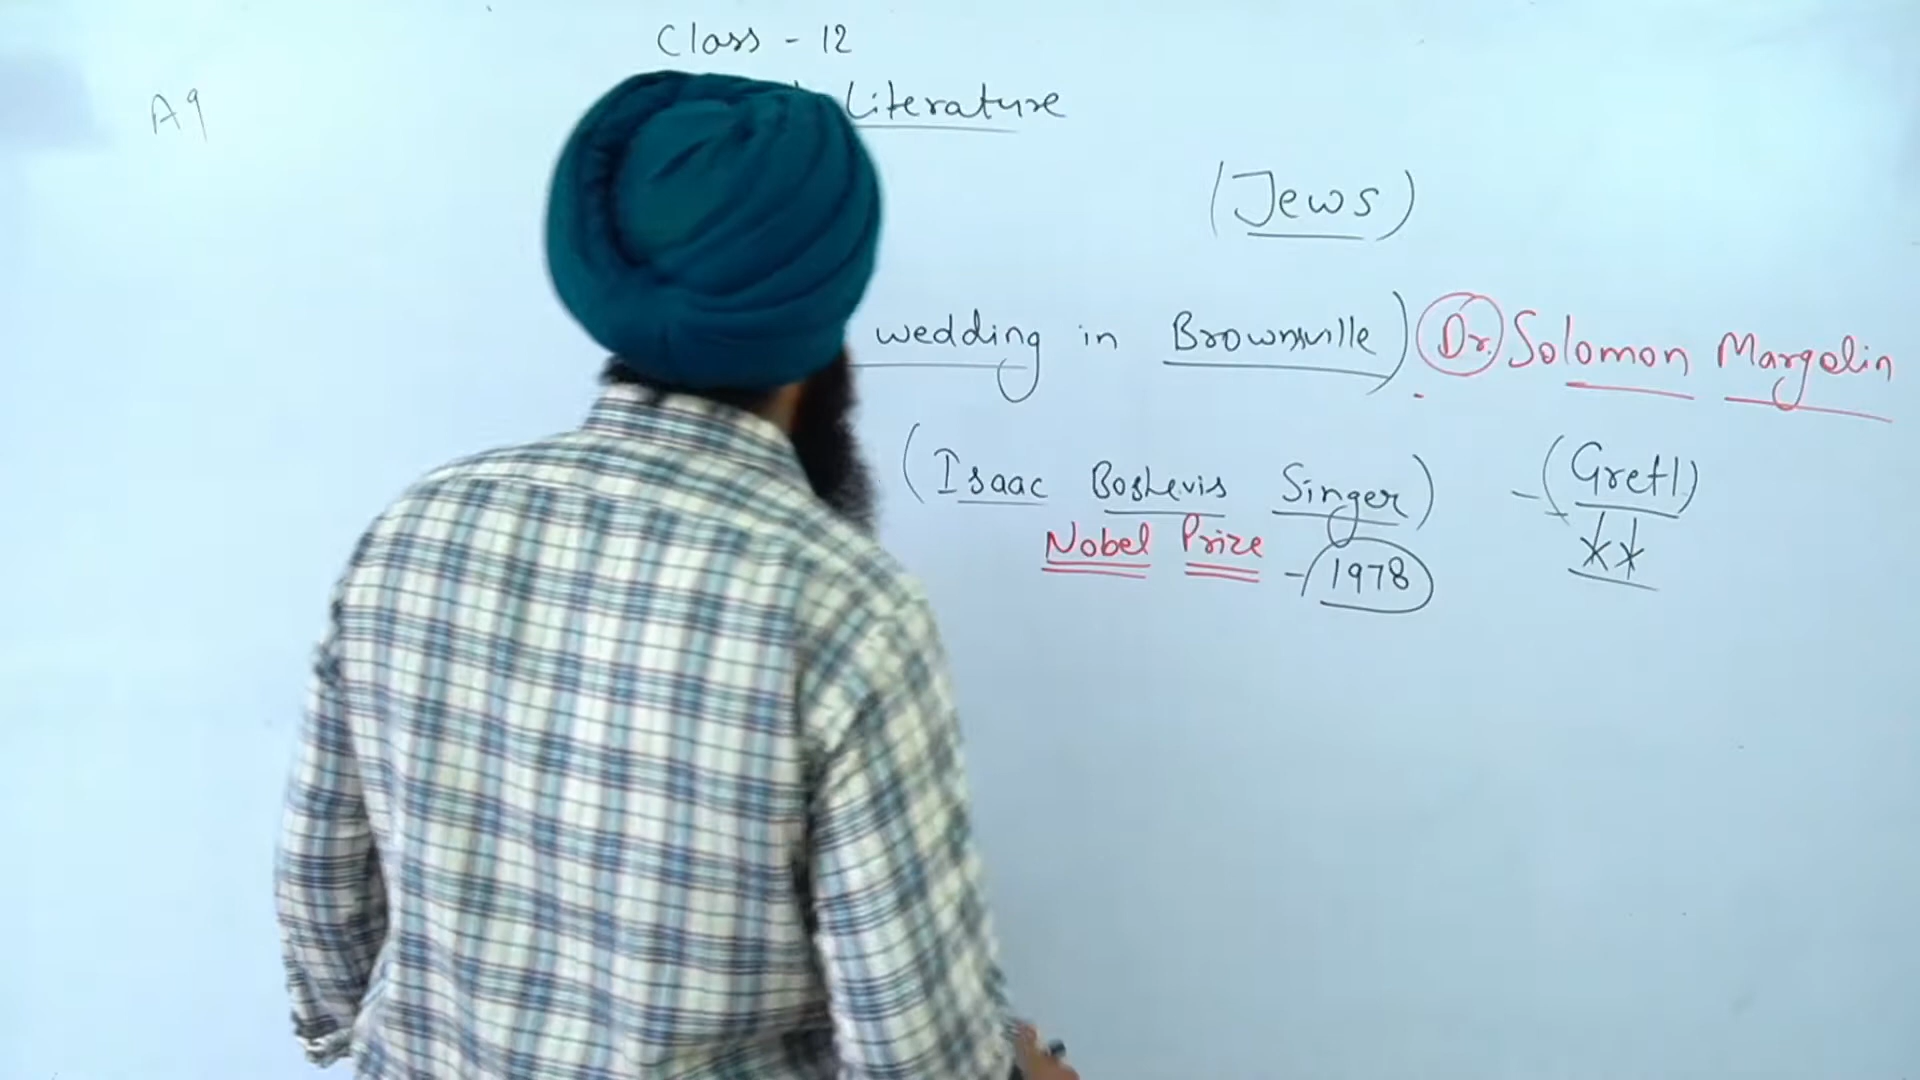 Class - 12
Literature
A9
(Jews)
wedding in Brownsville) Dr. Solomon Margolin
(Isaac Boshevis Singer) - (Gretl)
Nobel Prize - 1978 **